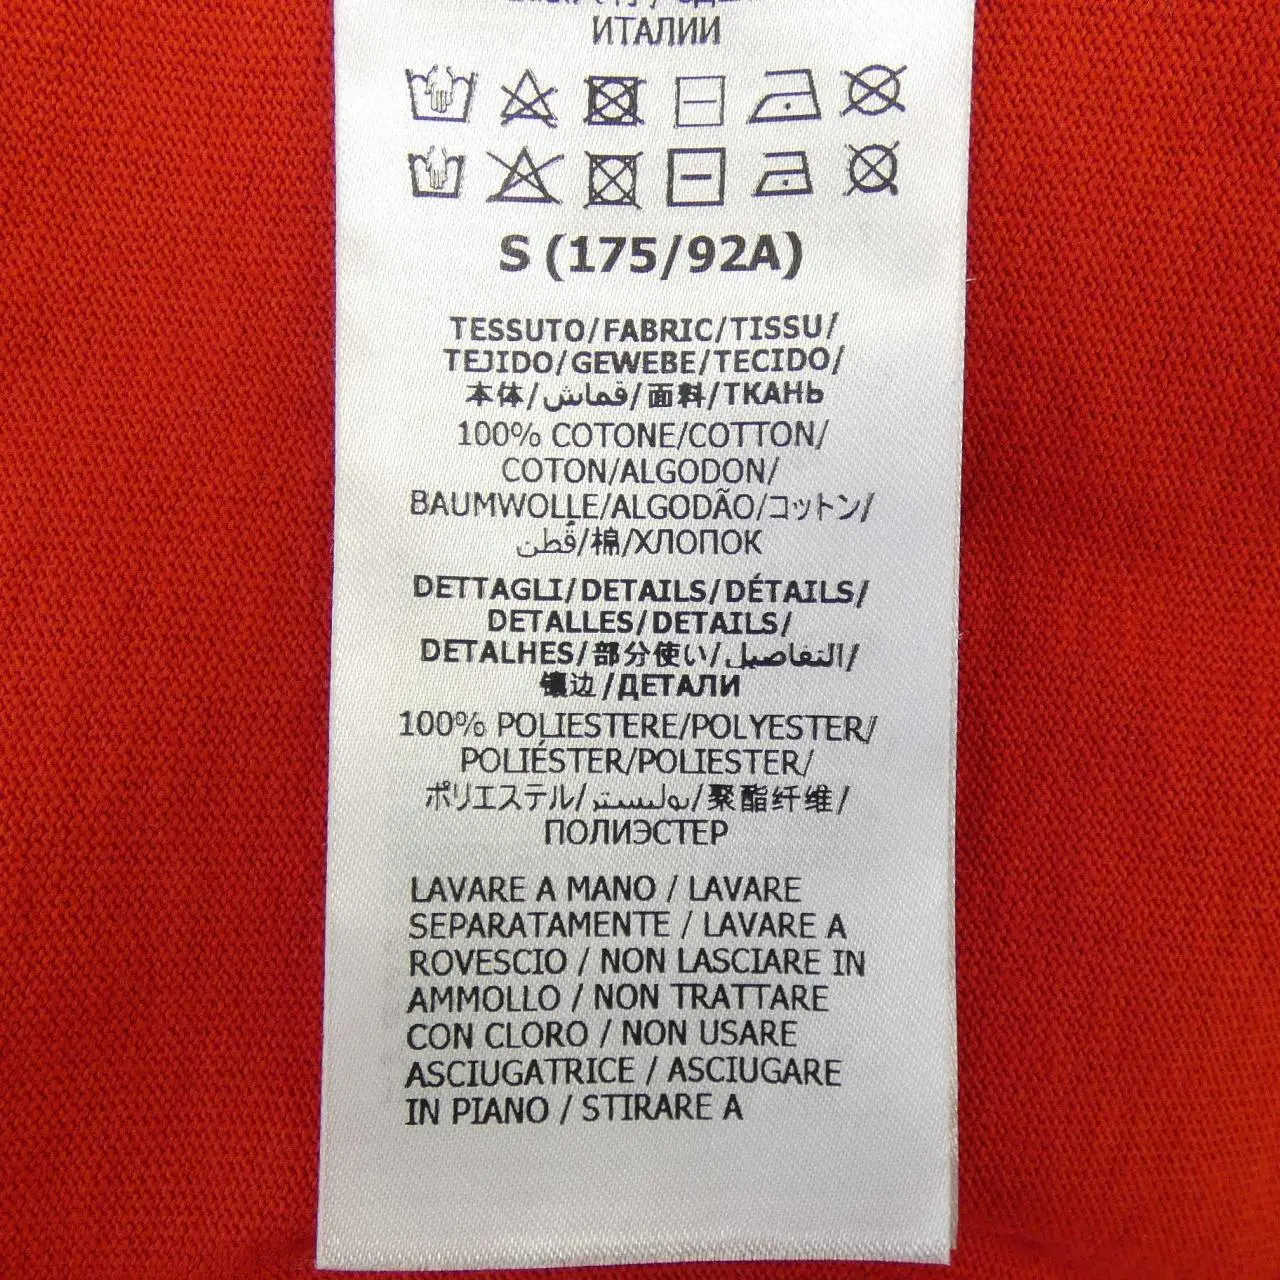 ИТАЛИИ
S (175/92A)
TESSUTO/FABRIC/TISSU/
TEJIDO/GEWEBE/TECIDO/
本体/قماش/面料/ТКАНЬ
100% COTONE/COTTON/
COTON/ALGODON/
BAUMWOLLE/ALGODÃO/コットン/
قطن/棉/ХЛОПОК
DETTAGLI/DETAILS/DÉTAILS/
DETALLES/DETAILS/
DETALHES/部分使い/التفاصيل/
镶边/ДЕТАЛИ
100% POLIESTERE/POLYESTER/
POLIÉSTER/POLIESTER/
ポリエステル/بوليستر/聚酯纤维/
ПОЛИЭСТЕР
LAVARE A MANO / LAVARE
SEPARATAMENTE / LAVARE A
ROVESCIO / NON LASCIARE IN
AMMOLLO / NON TRATTARE
CON CLORO / NON USARE
ASCIUGATRICE / ASCIUGARE
IN PIANO / STIRARE A